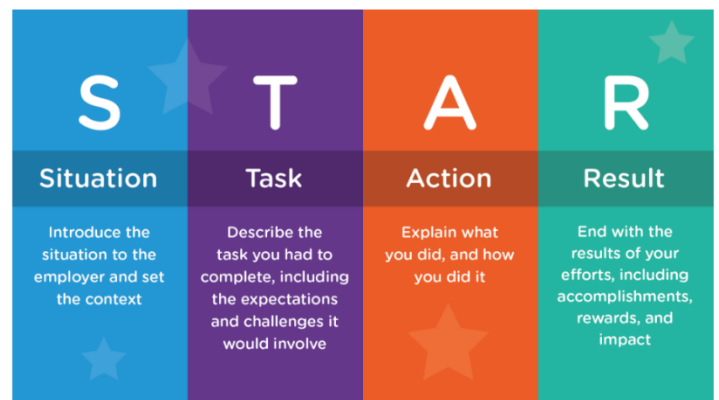 S
T
A
R
Situation
Task
Action
Result
Introduce the
situation to the
employer and set
the context
Describe the
task you had to
complete, including
the expectations
and challenges it
would involve
Explain what
you did, and how
you did it
End with the
results of your
efforts, including
accomplishments,
rewards, and
impact